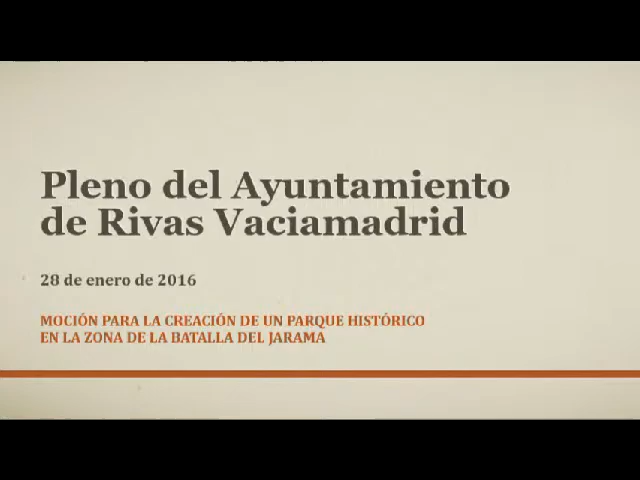 Pleno del Ayuntamiento
de Rivas Vaciamadrid
28 de enero de 2016
MOCIÓN PARA LA CREACIÓN DE UN PARQUE HISTÓRICO
EN LA ZONA DE LA BATALLA DEL JARAMA